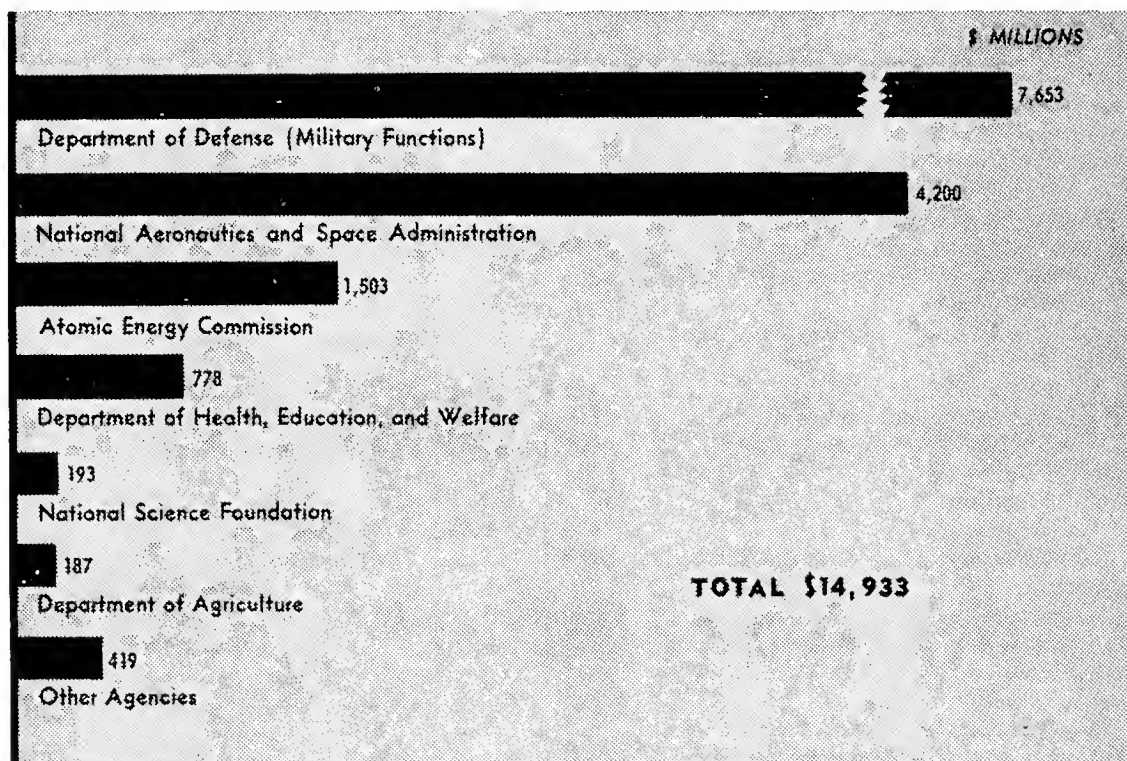 $ MILLIONS
7,653
Department of Defense (Military Functions)
4,200
National Aeronautics and Space Administration
1,503
Atomic Energy Commission
778
Department of Health, Education, and Welfare
193
National Science Foundation
187
Department of Agriculture
TOTAL $14,933
419
Other Agencies